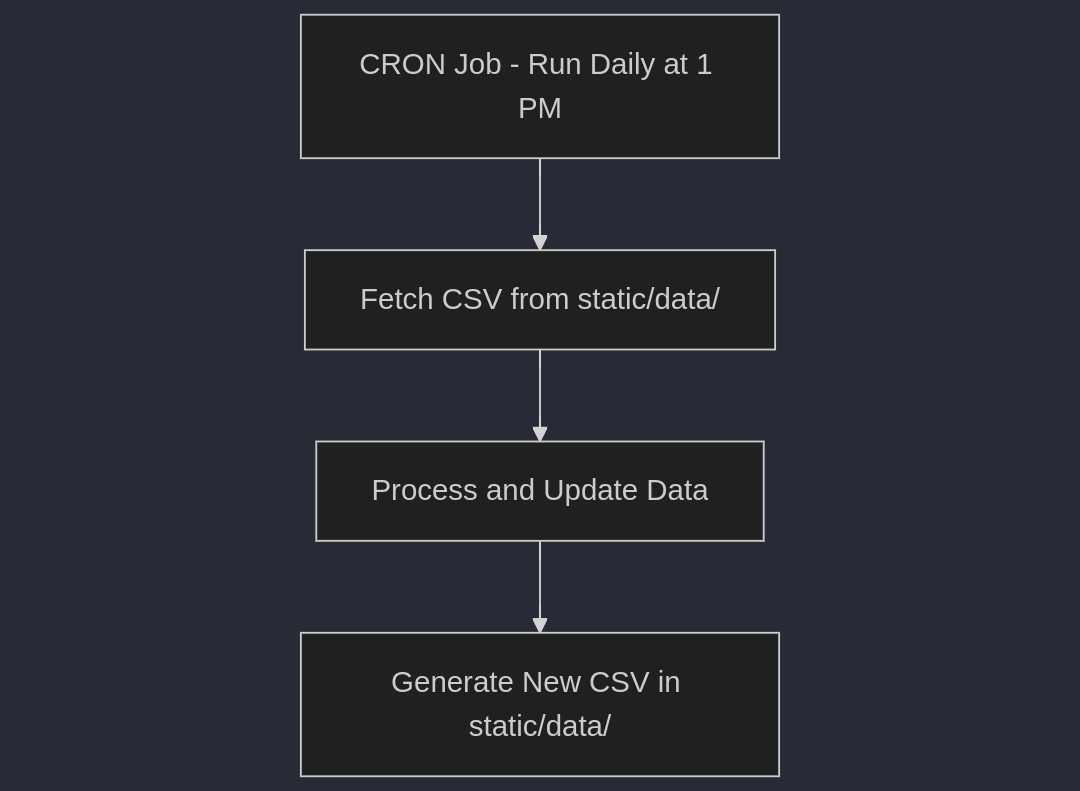 CRON Job - Run Daily at 1
PM
Fetch CSV from static/data/
Process and Update Data
Generate New CSV in
static/data/